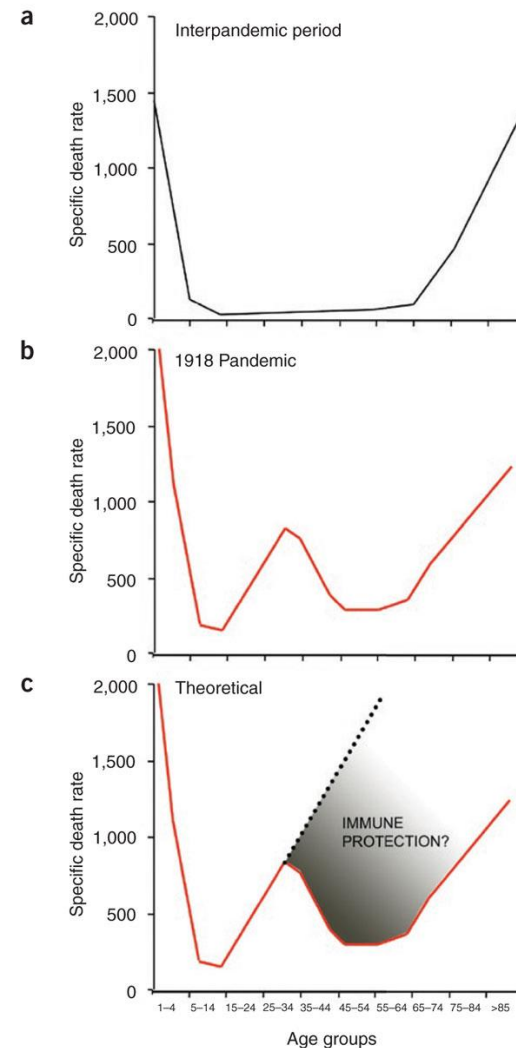 a
Interpandemic period
Specific death rate
2,000
1,500
1,000
500
0
b
1918 Pandemic
Specific death rate
2,000
1,500
1,000
500
0
c
Theoretical
Specific death rate
2,000
1,500
1,000
500
0
IMMUNE
PROTECTION?
1–4 5–14 15–24 25–34 35–44 45–54 55–64 65–74 75–84 >85
Age groups